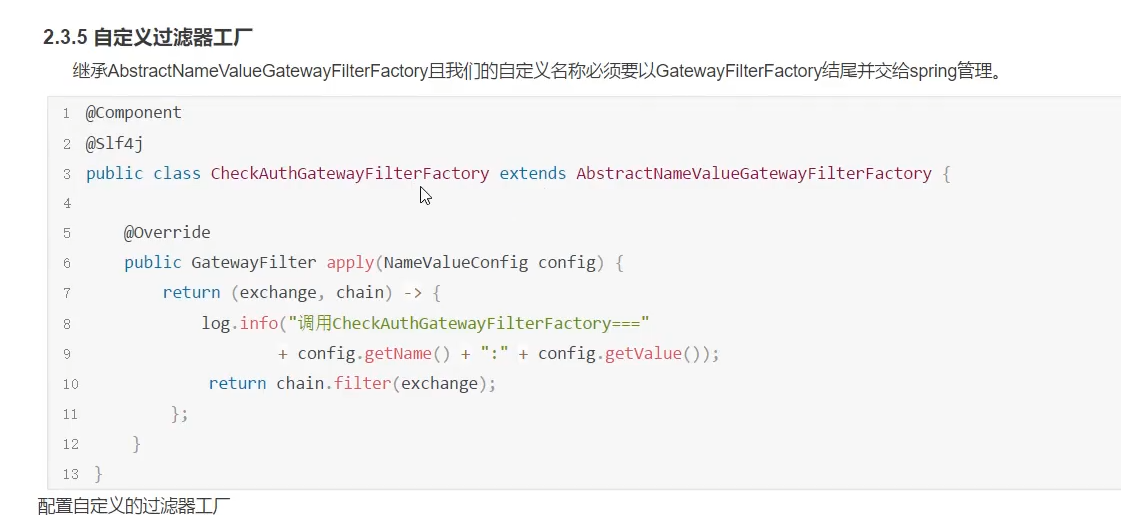 2.3.5 自定义过滤器工厂
继承AbstractNameValueGatewayFilterFactory且我们的自定义名称必须要以GatewayFilterFactory结尾并交给spring管理。
1 @Component
2 @Slf4j
3 public class CheckAuthGatewayFilterFactory extends AbstractNameValueGatewayFilterFactory {
4
5 @Override
6 public GatewayFilter apply(NameValueConfig config) {
7 return (exchange, chain) -> {
8 log.info("调用CheckAuthGatewayFilterFactory==="
9 + config.getName() + ":" + config.getValue());
10 return chain.filter(exchange);
11 };
12 }
13 }
配置自定义的过滤器工厂